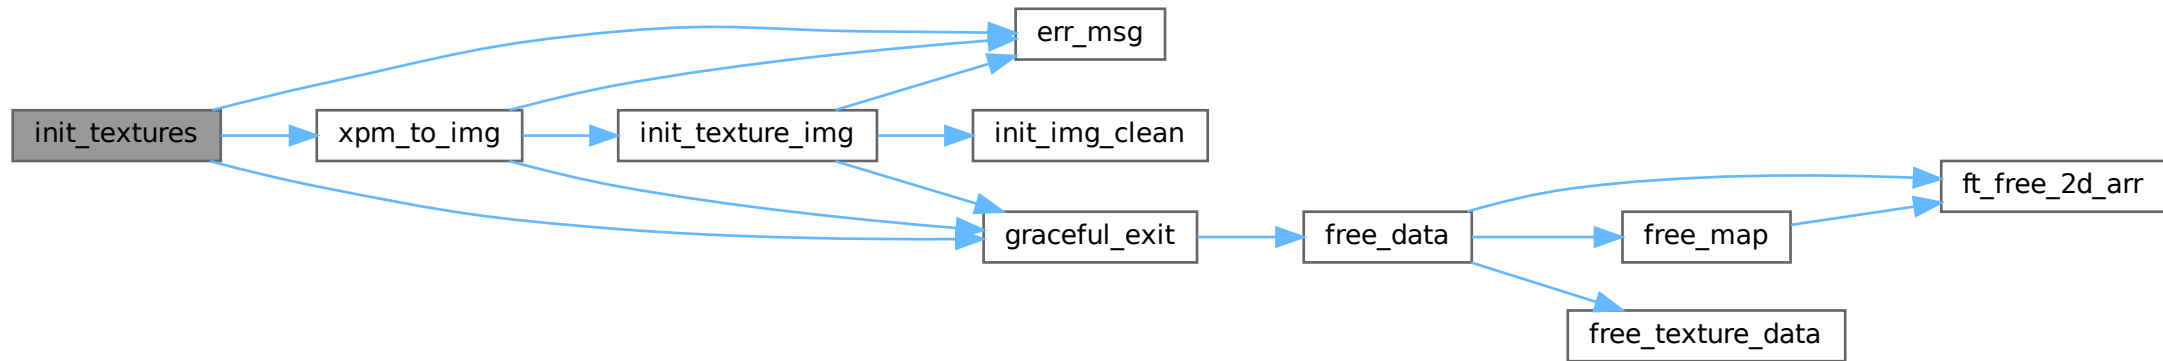 err_msg
init_textures
xpm_to_img
init_texture_img
init_img_clean
ft_free_2d_arr
graceful_exit
free_data
free_map
free_texture_data